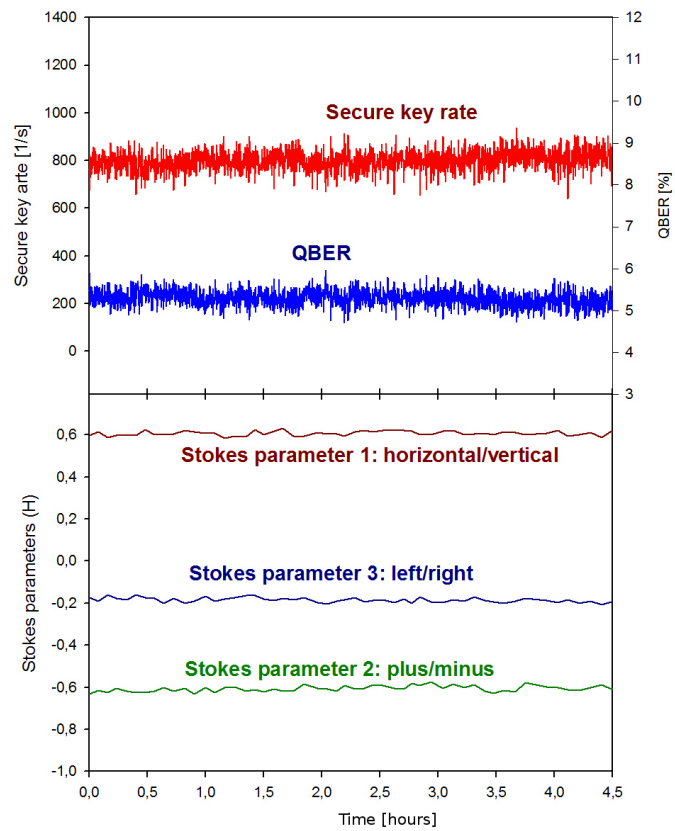 1400
1200
1000
800
600
400
200
0
Secure key arte [1/s]
12
11
10
9
8
7
6
5
4
3
QBER [%]
Secure key rate
QBER
0,6
0,4
0,2
0,0
-0,2
-0,4
-0,6
-0,8
-1,0
Stokes parameters (H)
Stokes parameter 1: horizontal/vertical
Stokes parameter 3: left/right
Stokes parameter 2: plus/minus
0,0 0,5 1,0 1,5 2,0 2,5 3,0 3,5 4,0 4,5
Time [hours]